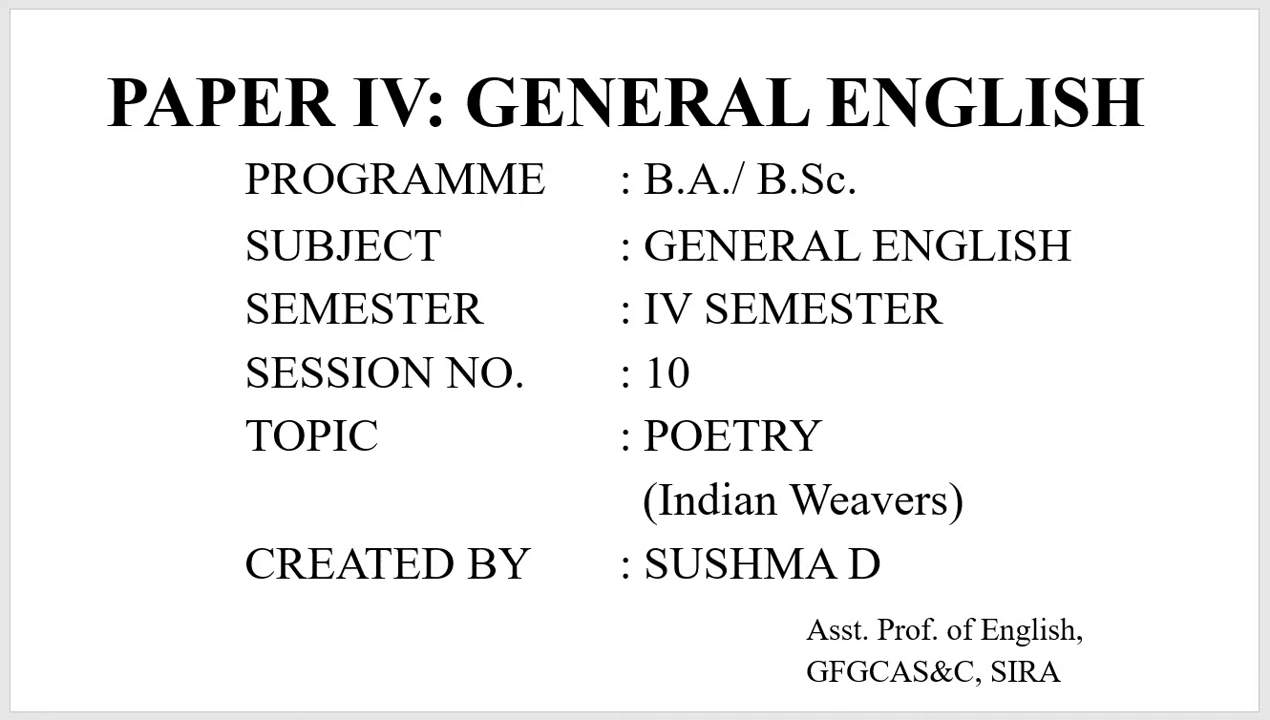 PAPER IV: GENERAL ENGLISH
PROGRAMME : B.A./ B.Sc.
SUBJECT : GENERAL ENGLISH
SEMESTER : IV SEMESTER
SESSION NO. : 10
TOPIC : POETRY
(Indian Weavers)
CREATED BY : SUSHMA D
Asst. Prof. of English,
GFGCAS&C, SIRA